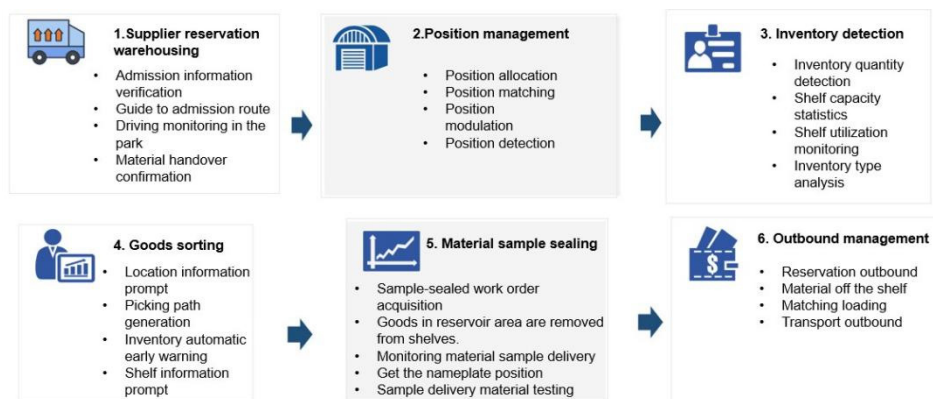 1.Supplier reservation
warehousing
• Admission information
verification
• Guide to admission route
• Driving monitoring in the
park
• Material handover
confirmation
2.Position management
• Position allocation
• Position matching
• Position
modulation
• Position detection
3. Inventory detection
• Inventory quantity
detection
• Shelf capacity
statistics
• Shelf utilization
monitoring
• Inventory type
analysis
4. Goods sorting
• Location information
prompt
• Picking path
generation
• Inventory automatic
early warning
• Shelf information
prompt
5. Material sample sealing
• Sample-sealed work order
acquisition
• Goods in reservoir area are removed
from shelves.
• Monitoring material sample delivery
• Get the nameplate position
• Sample delivery material testing
$
6. Outbound management
• Reservation outbound
• Material off the shelf
• Matching loading
• Transport outbound